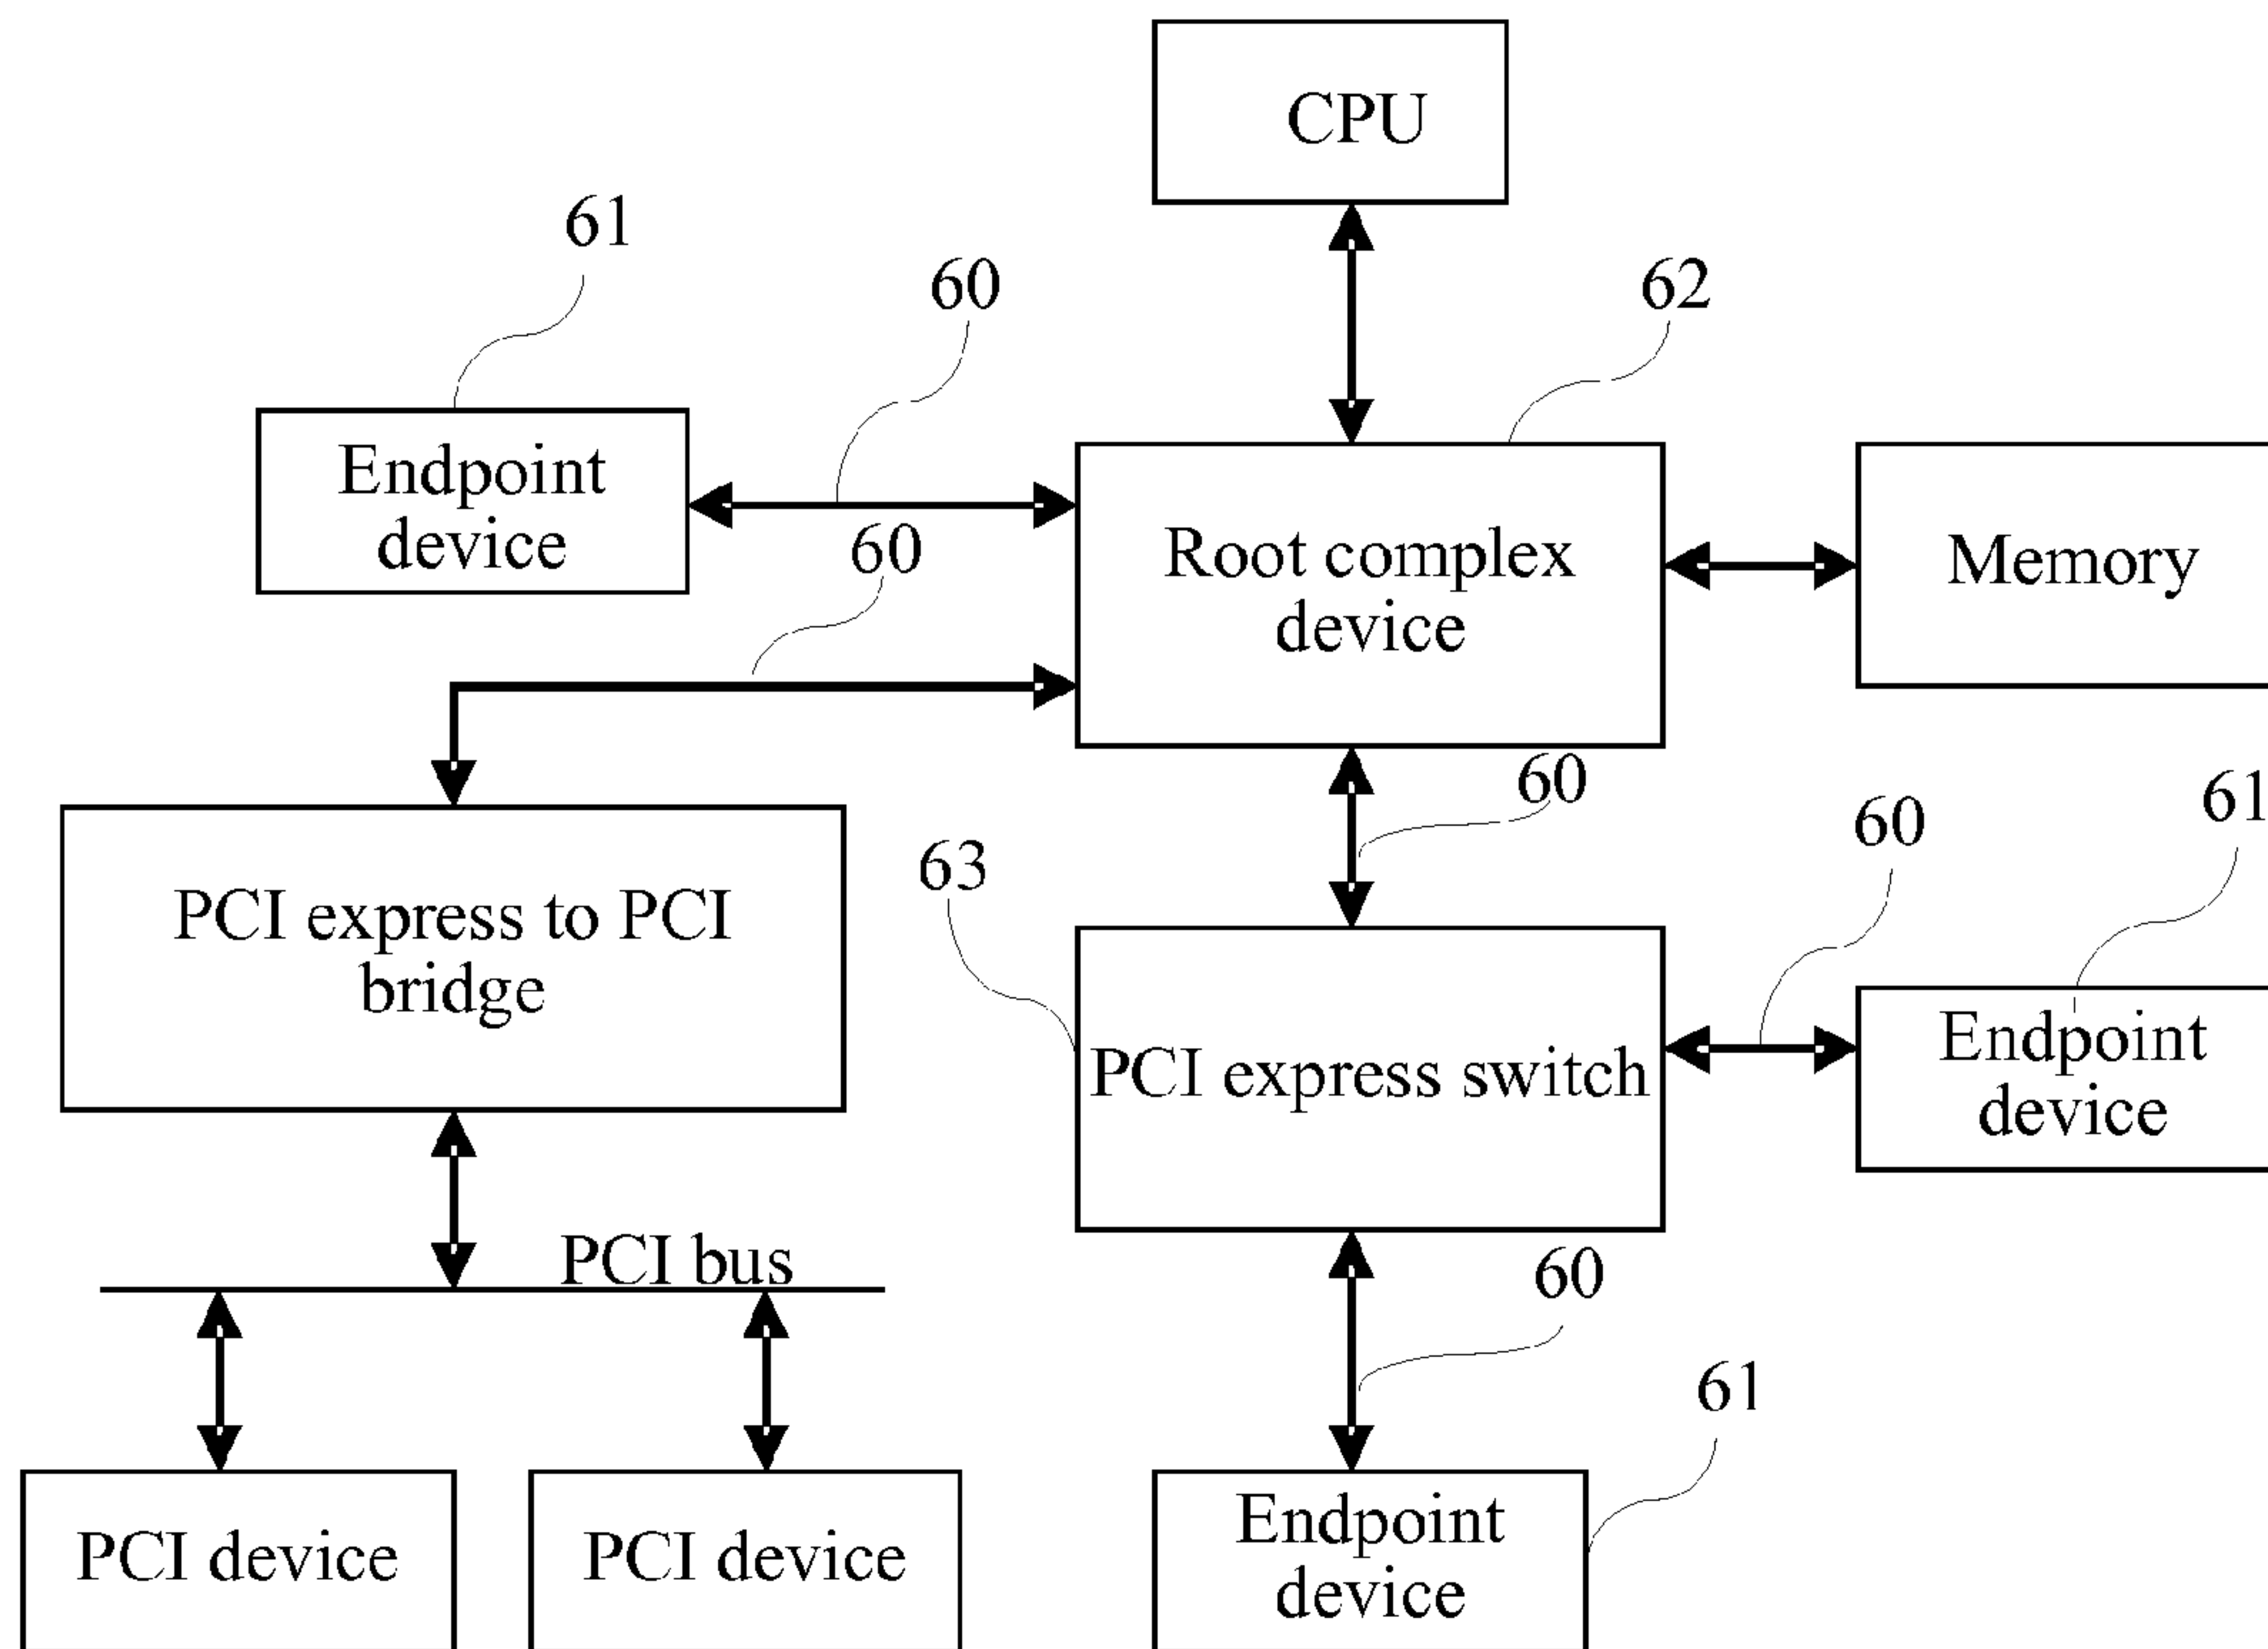 CPU
61
60
62
Endpoint
device
60
Root complex
device
Memory
60
60
61
63
PCI express to PCI
bridge
PCI express switch
Endpoint
device
PCI bus
60
61
PCI device
PCI device
Endpoint
device